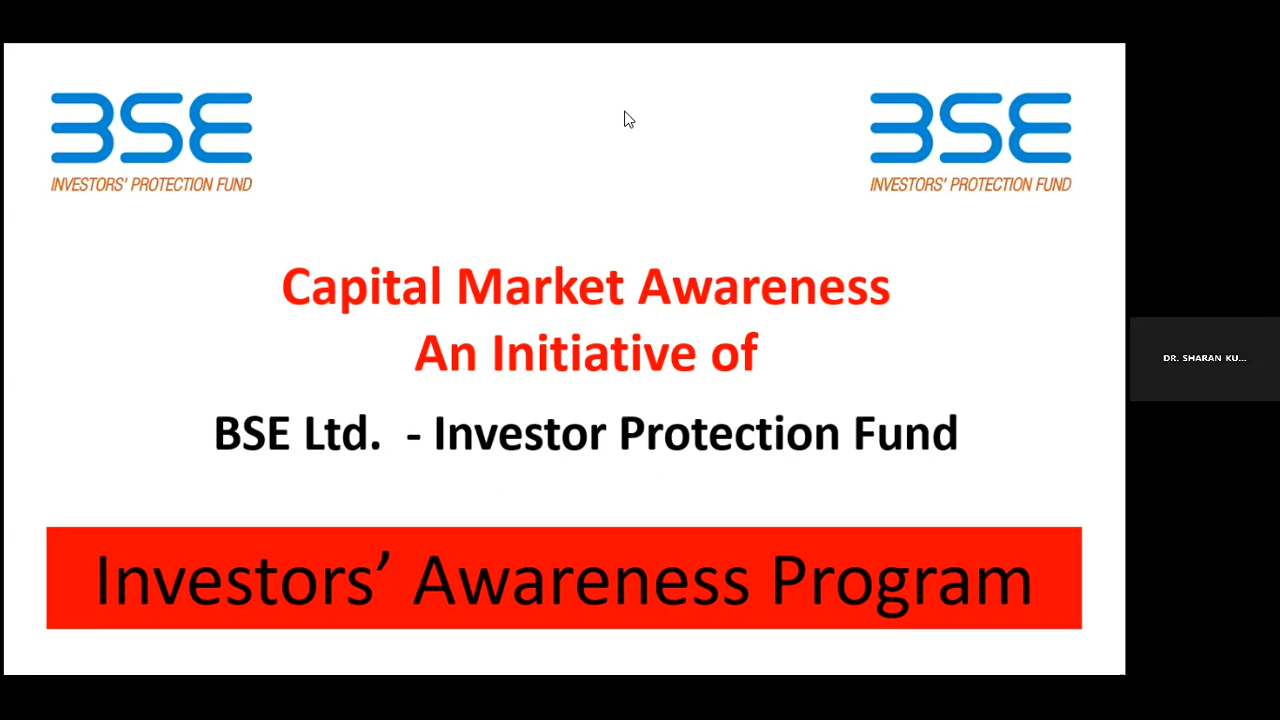 BSE BSE
INVESTORS' PROTECTION FUND INVESTORS' PROTECTION FUND
Capital Market Awareness
An Initiative of
BSE Ltd. - Investor Protection Fund
DR. SHARAN KU...
Investors’ Awareness Program